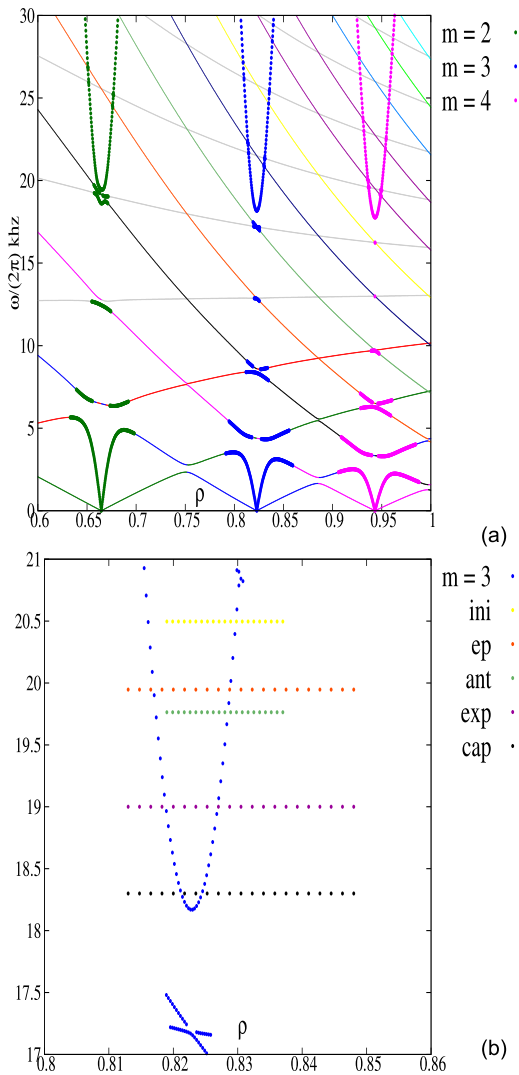 30
25
20
15
10
5
0
ω/(2π) khz
0.6 0.65 0.7 0.75 0.8 0.85 0.9 0.95 1
ρ
m = 2
m = 3
m = 4
(a)
21
20.5
20
19.5
19
18.5
18
17.5
17
0.8 0.81 0.82 0.83 0.84 0.85 0.86
ρ
m = 3
ini
ep
ant
exp
cap
(b)